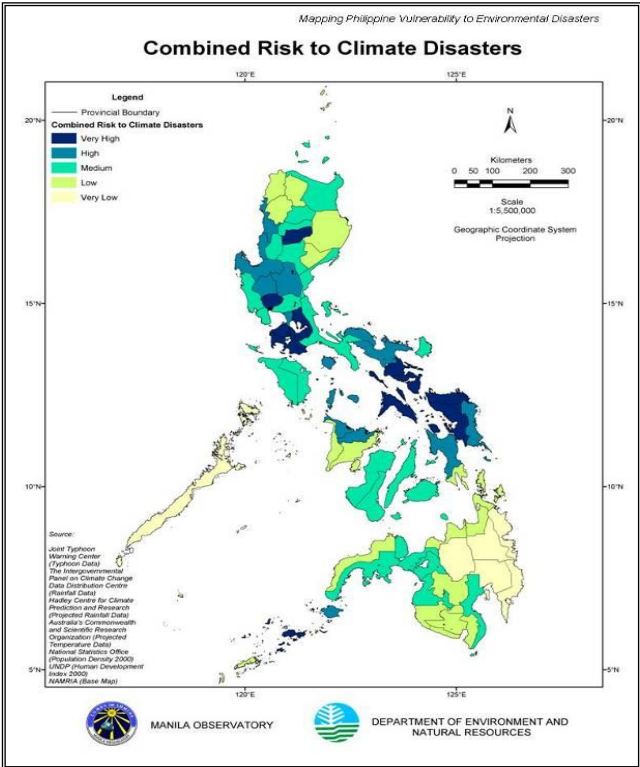 Mapping Philippine Vulnerability to Environmental Disasters
Combined Risk to Climate Disasters
120°E
125°E
Legend
Provincial Boundary
Combined Risk to Climate Disasters
Very High
High
Medium
Low
Very Low
20°N
20°N
N
Kilometers
0 50 100 200 300
Scale
1:5,500,000
Geographic Coordinate System
Projection
15°N
15°N
10°N
10°N
Source:
Joint Typhoon
Warning Center
(Typhoon Data)
The Intergovernmental
Panel on Climate Change
Data Distribution Centre
(Rainfall Data)
Hadley Centre for Climate
Prediction and Research
(Projected Rainfall Data)
Australia's Commonwealth
and Scientific Research
Organization (Projected
Temperature Data)
National Statistics Office
(Population Density 2000)
UNDP (Human Development
Index 2000)
NAMRIA (Base Map)
5°N
5°N
120°E
125°E
MANILA OBSERVATORY
DEPARTMENT OF ENVIRONMENT AND
NATURAL RESOURCES